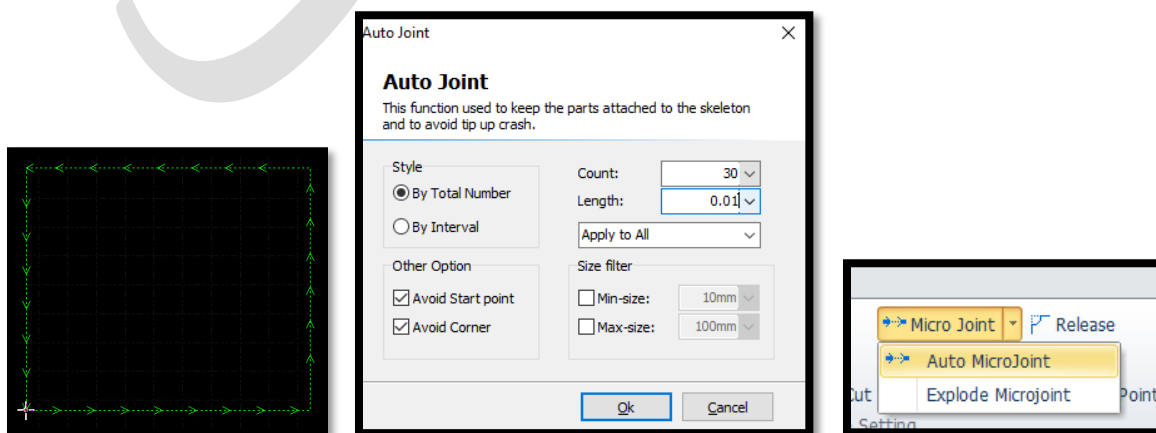 Auto Joint
Auto Joint
This function used to keep the parts attached to the skeleton
and to avoid tip up crash.
Style
By Total Number
By Interval
Count: 30
Length: 0.01
Apply to All
Other Option
Avoid Start point
Avoid Corner
Size filter
Min-size: 10mm
Max-size: 100mm
Ok Cancel
Micro Joint Release
Auto MicroJoint
Explode Microjoint
Point
Setting